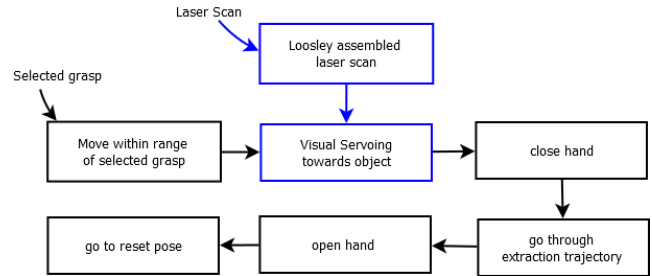 Laser Scan
Loosley assembled
laser scan
Selected grasp
Move within range
of selected grasp
Visual Servoing
towards object
close hand
go to reset pose
open hand
go through
extraction trajectory